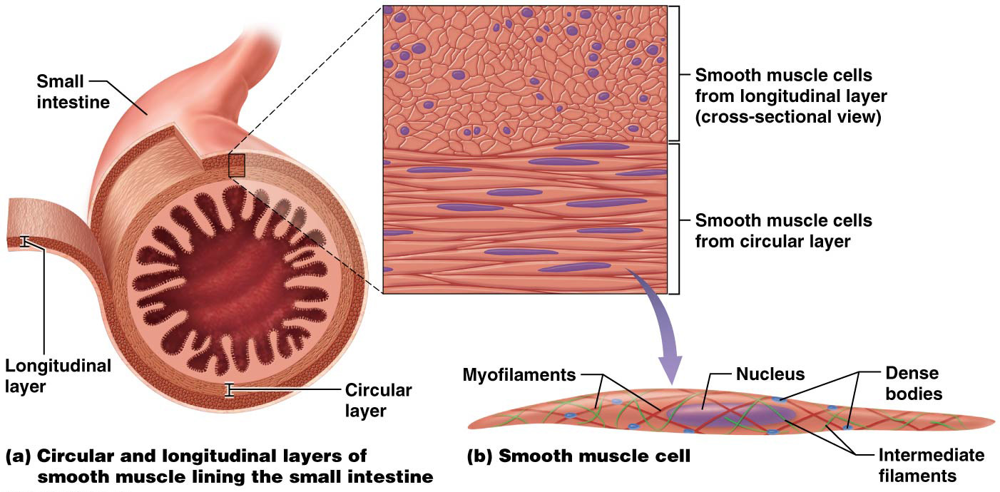 Small
intestine
Smooth muscle cells
from longitudinal layer
(cross-sectional view)
Smooth muscle cells
from circular layer
Longitudinal
layer
Circular
layer
Myofilaments
Nucleus
Dense
bodies
Intermediate
filaments
(a) Circular and longitudinal layers of
smooth muscle lining the small intestine
(b) Smooth muscle cell